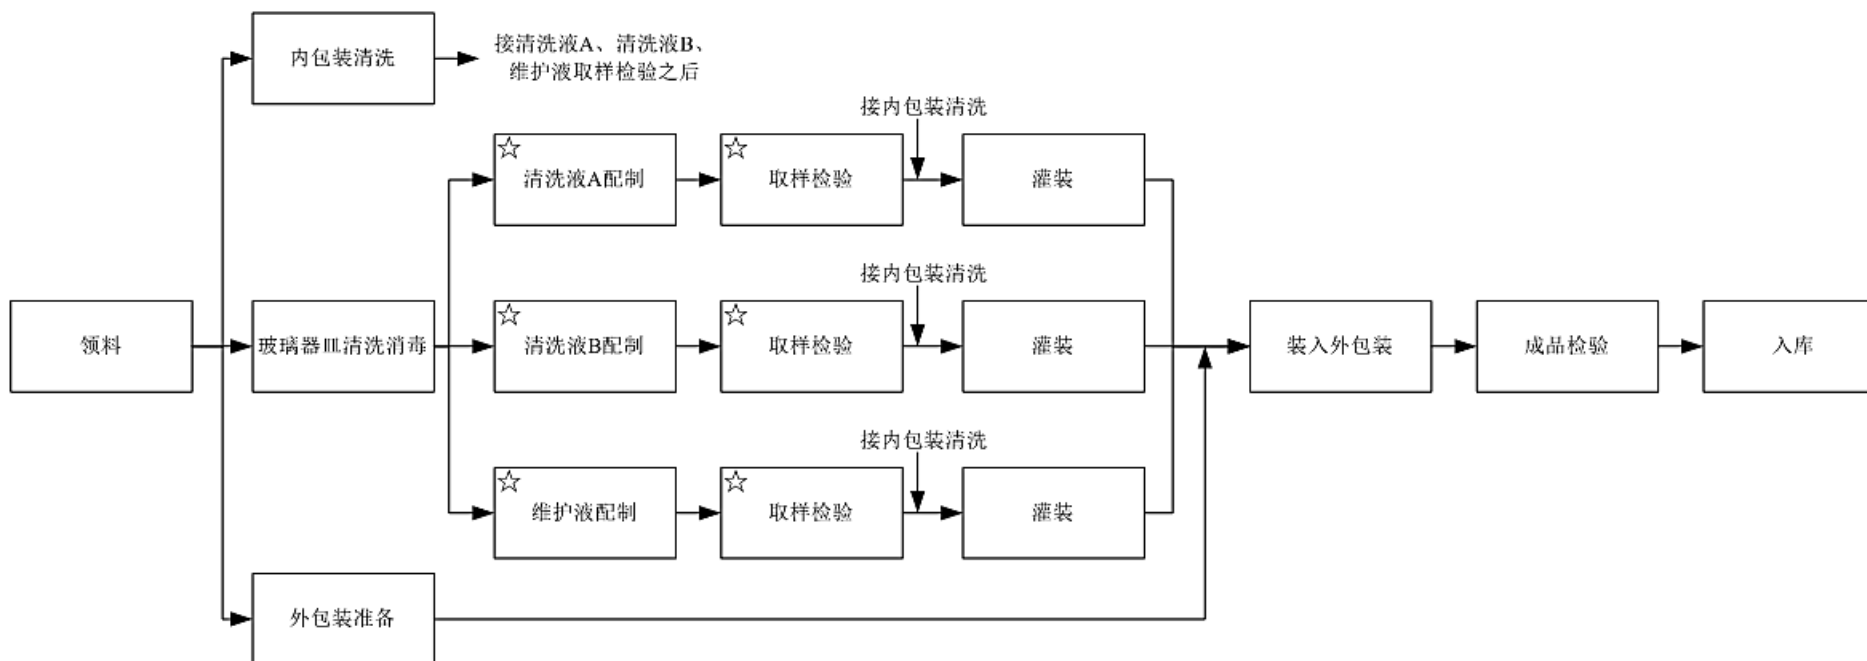 内包装清洗
接清洗液A、清洗液B、
维护液取样检验之后
接内包装清洗
☆
清洗液A配制
☆
取样检验
灌装
接内包装清洗
领料
玻璃器皿清洗消毒
☆
清洗液B配制
☆
取样检验
灌装
装入外包装
成品检验
入库
接内包装清洗
☆
维护液配制
☆
取样检验
灌装
外包装准备